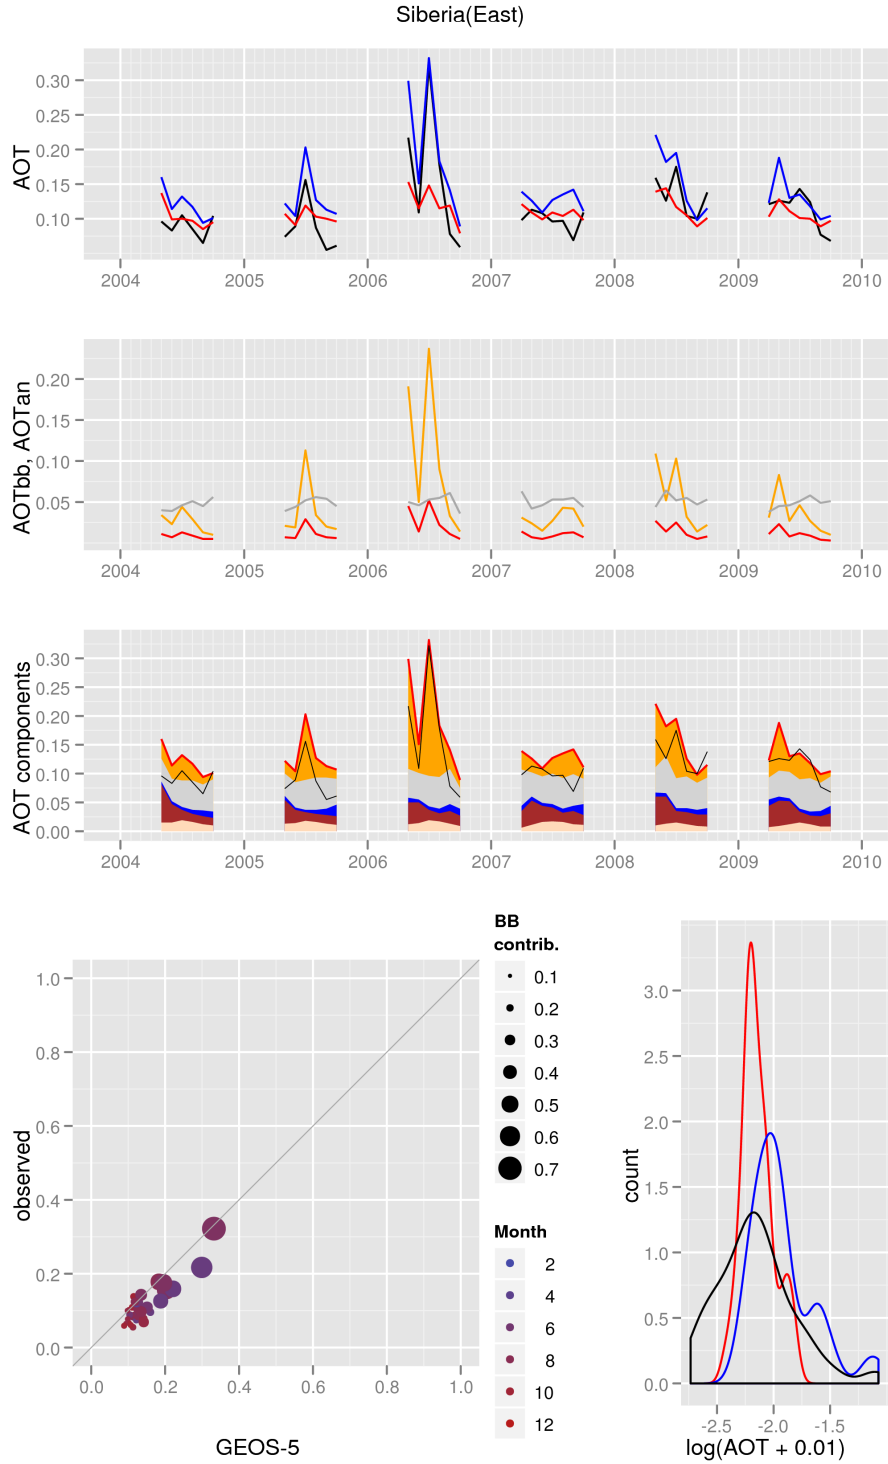 Siberia(East)
AOT
0.30
0.25
0.20
0.15
0.10
2004 2005 2006 2007 2008 2009 2010
AOTbb, AOTan
0.20
0.15
0.10
0.05
2004 2005 2006 2007 2008 2009 2010
AOT components
0.30
0.25
0.20
0.15
0.10
0.05
0.00
2004 2005 2006 2007 2008 2009 2010
observed
1.0
0.8
0.6
0.4
0.2
0.0
0.0 0.2 0.4 0.6 0.8 1.0
GEOS-5
BB
contrib.
0.1
0.2
0.3
0.4
0.5
0.6
0.7
Month
2
4
6
8
10
12
count
3.0
2.5
2.0
1.5
1.0
0.5
0.0
-2.5 -2.0 -1.5
log(AOT + 0.01)